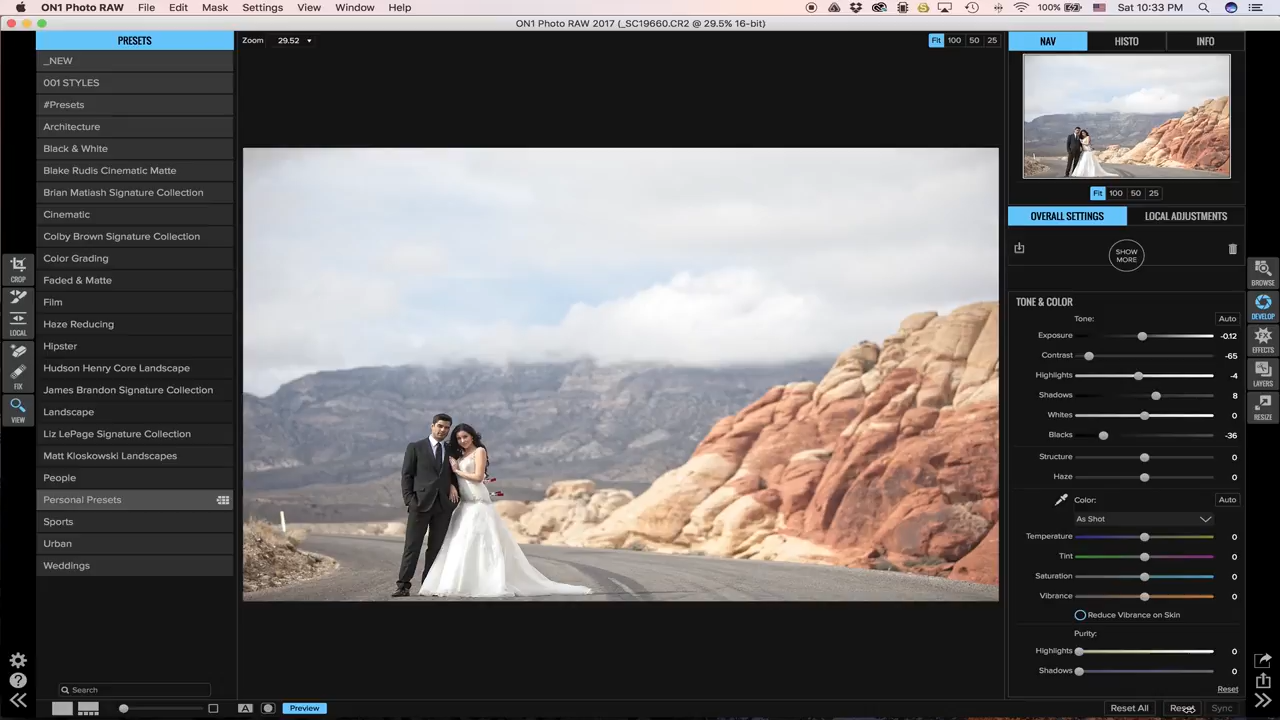 ON1 Photo RAW File Edit Mask Settings View Window Help 100% Sat 10:33 PM
ON1 Photo RAW 2017 (_SC19660.CR2 @ 29.5% 16-bit)
PRESETS
Zoom 29.52
Fit 100 50 25
NAV HISTO INFO
_NEW
001 STYLES
#Presets
Architecture
Black & White
Blake Rudis Cinematic Matte
Brian Matiash Signature Collection
Cinematic
Colby Brown Signature Collection
Color Grading
Faded & Matte
Film
Haze Reducing
Hipster
Hudson Henry Core Landscape
James Brandon Signature Collection
Landscape
Liz LePage Signature Collection
Matt Kloskowski Landscapes
People
Personal Presets
Sports
Urban
Weddings
Search
CROP
LOCAL
FIX
VIEW
A
Preview
Fit 100 50 25
OVERALL SETTINGS LOCAL ADJUSTMENTS
SHOW
MORE
TONE & COLOR
Tone: Auto
Exposure -0.12
Contrast -65
Highlights -4
Shadows 8
Whites 0
Blacks -36
Structure 0
Haze 0
Color: Auto
As Shot
Temperature 0
Tint 0
Saturation 0
Vibrance 0
Reduce Vibrance on Skin
Purity:
Highlights 0
Shadows 0
Reset
Reset All Reset Sync
BROWSE
DEVELOP
EFFECTS
LAYERS
RESIZE